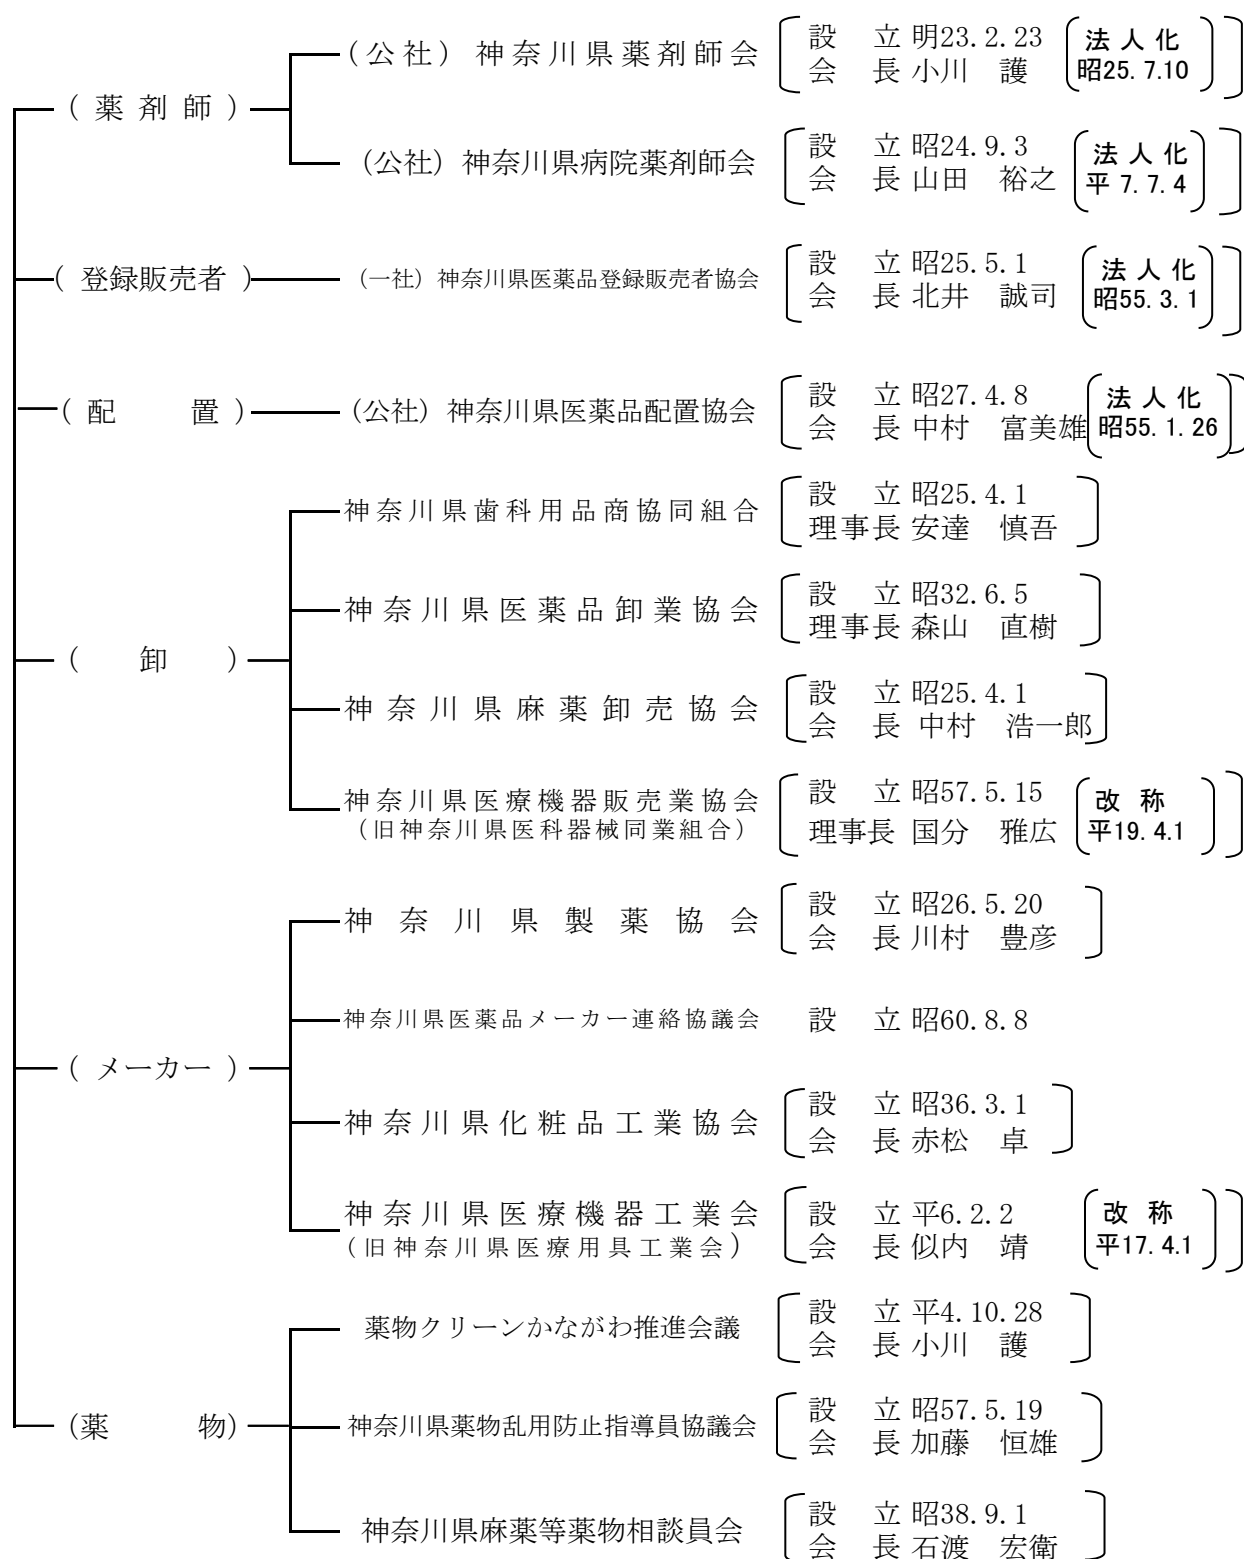 (薬剤師)
(公社)神奈川県薬剤師会
設 立 明23.2.23
会 長 小川 護
法人化
昭25.7.10
(公社)神奈川県病院薬剤師会
設 立 昭24.9.3
会 長 山田 裕之
法人化
平 7.7.4
(登録販売者)
(一社)神奈川県医薬品登録販売者協会
設 立 昭25.5.1
会 長 北井 誠司
法人化
昭55.3.1
(配 置)
(公社)神奈川県医薬品配置協会
設 立 昭27.4.8
会 長 中村 富美雄
法人化
昭55.1.26
(卸)
神奈川県歯科用品商協同組合
設 立 昭25.4.1
理事長 安達 慎吾
神奈川県医薬品卸業協会
設 立 昭32.6.5
理事長 森山 直樹
神奈川県麻薬卸売協会
設 立 昭25.4.1
会 長 中村 浩一郎
神奈川県医療機器販売業協会
(旧神奈川県医科器械同業組合)
設 立 昭57.5.15
理事長 国分 雅広
改 称
平19.4.1
(メーカー)
神奈川県製薬協会
設 立 昭26.5.20
会 長 川村 豊彦
神奈川県医薬品メーカー連絡協議会
設 立 昭60.8.8
神奈川県化粧品工業協会
設 立 昭36.3.1
会 長 赤松 卓
神奈川県医療機器工業会
(旧神奈川県医療用具工業会)
設 立 平6.2.2
会 長 似内 靖
改 称
平17.4.1
(薬 物)
薬物クリーンかながわ推進会議
設 立 平4.10.28
会 長 小川 護
神奈川県薬物乱用防止指導員協議会
設 立 昭57.5.19
会 長 加藤 恒雄
神奈川県麻薬等薬物相談員会
設 立 昭38.9.1
会 長 石渡 宏衛